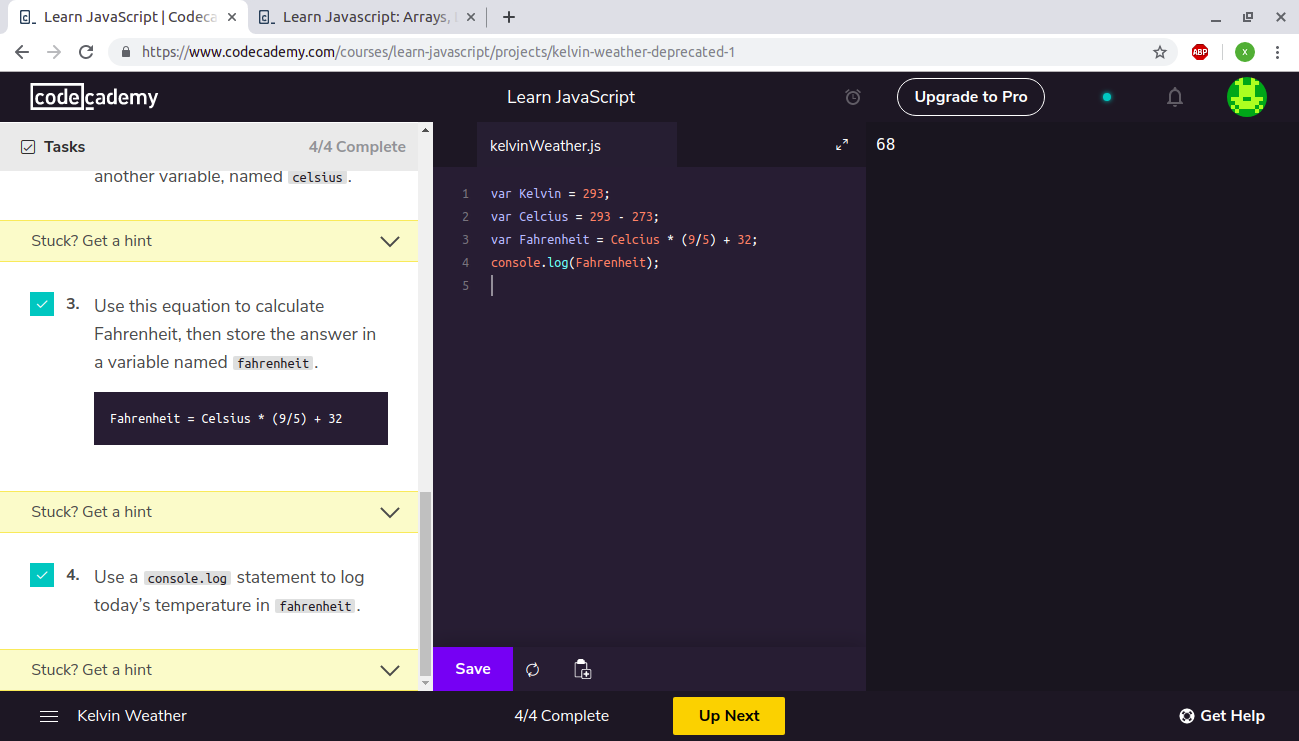 Learn JavaScript | Codeca
Learn Javascript: Arrays,
https://www.codecademy.com/courses/learn-javascript/projects/kelvin-weather-deprecated-1
ABP
X
codecademy
Learn JavaScript
Upgrade to Pro
Tasks
4/4 Complete
another variable, named celsius.
Stuck? Get a hint
3. Use this equation to calculate
Fahrenheit, then store the answer in
a variable named fahrenheit.
Fahrenheit = Celsius * (9/5) + 32
Stuck? Get a hint
4. Use a console.log statement to log
today’s temperature in fahrenheit.
Stuck? Get a hint
kelvinWeather.js
1 var Kelvin = 293;
2 var Celcius = 293 - 273;
3 var Fahrenheit = Celcius * (9/5) + 32;
4 console.log(Fahrenheit);
5
Save
68
Kelvin Weather
4/4 Complete
Up Next
Get Help